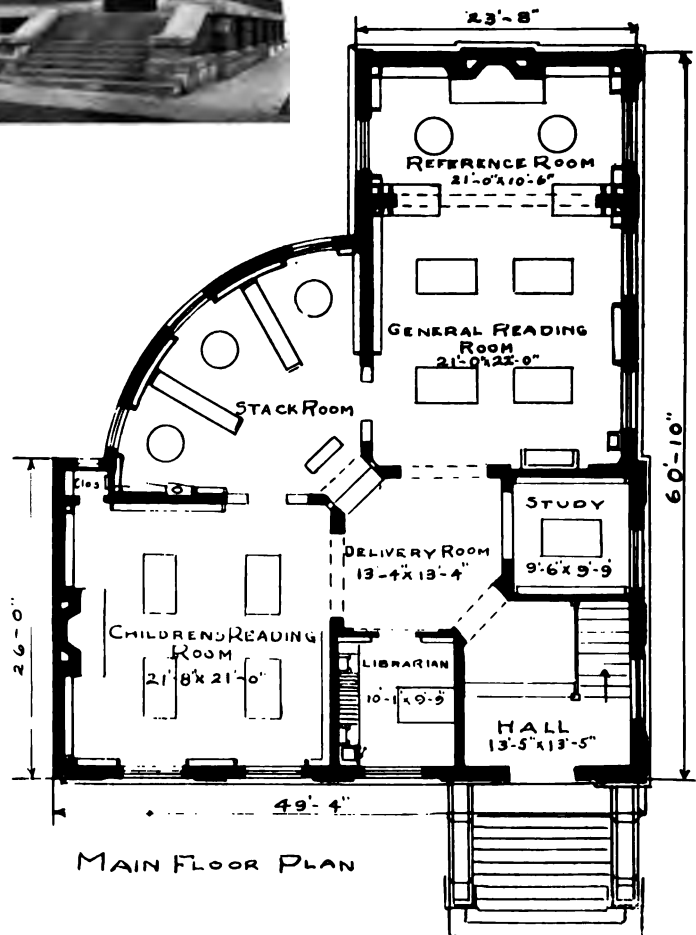 23'-8"
REFERENCE ROOM
21'-0"X10'-6"
GENERAL READING
ROOM
21'-0"X22'-0"
STACK ROOM
60'-10"
Clos
STUDY
9'-6"X9'-9"
DELIVERY ROOM
13'-4"X13'-4"
26'-0"
CHILDRENS READING
ROOM
21'-8"X21'-0"
LIBRARIAN
10'-1"X9'-9"
HALL
13'-5"X13'-5"
49'-4"
MAIN FLOOR PLAN